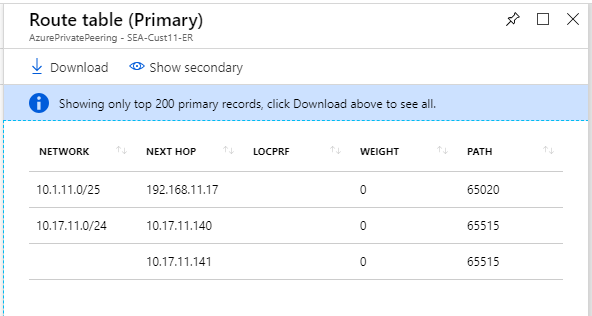 Route table (Primary)
AzurePrivatePeering - SEA-Cust11-ER
Download Show secondary
Showing only top 200 primary records, click Download above to see all.
NETWORK NEXT HOP LOCPRF WEIGHT PATH
10.1.11.0/25 192.168.11.17 0 65020
10.17.11.0/24 10.17.11.140 0 65515
10.17.11.141 0 65515